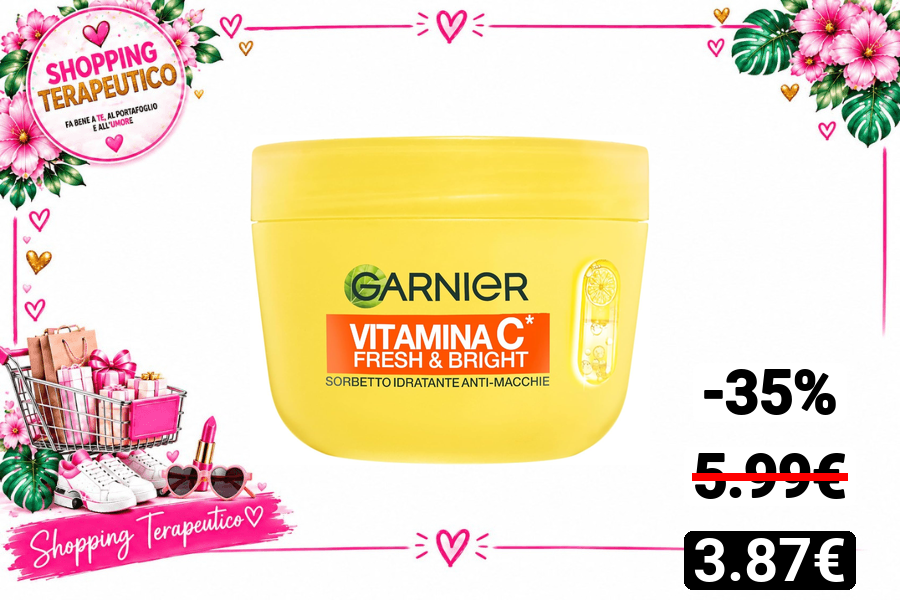 SHOPPING
TERAPEUTICO
FA BENE A TE, AL PORTAFOGLIO
E ALL'UMORE
GARNIER
VITAMINA C*
FRESH & BRIGHT
SORBETTO IDRATANTE ANTI-MACCHIE
-35%
5.99€
3.87€
Shopping Terapeutico